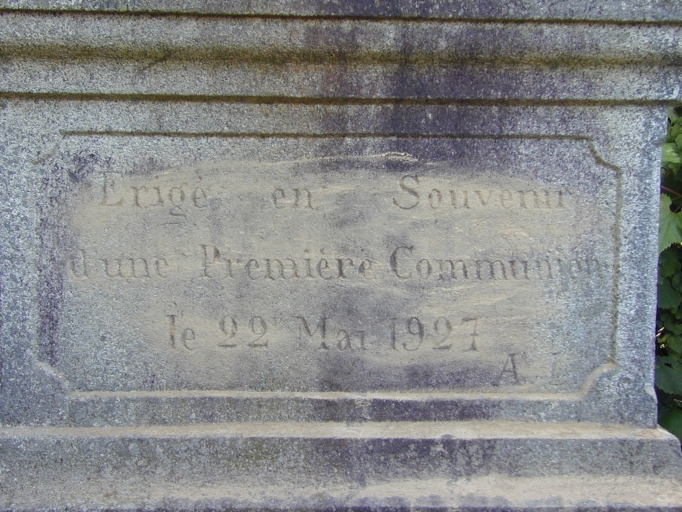 Erigé en Souvenir
d'une Première Communion
le 22 Mai 1927
A.